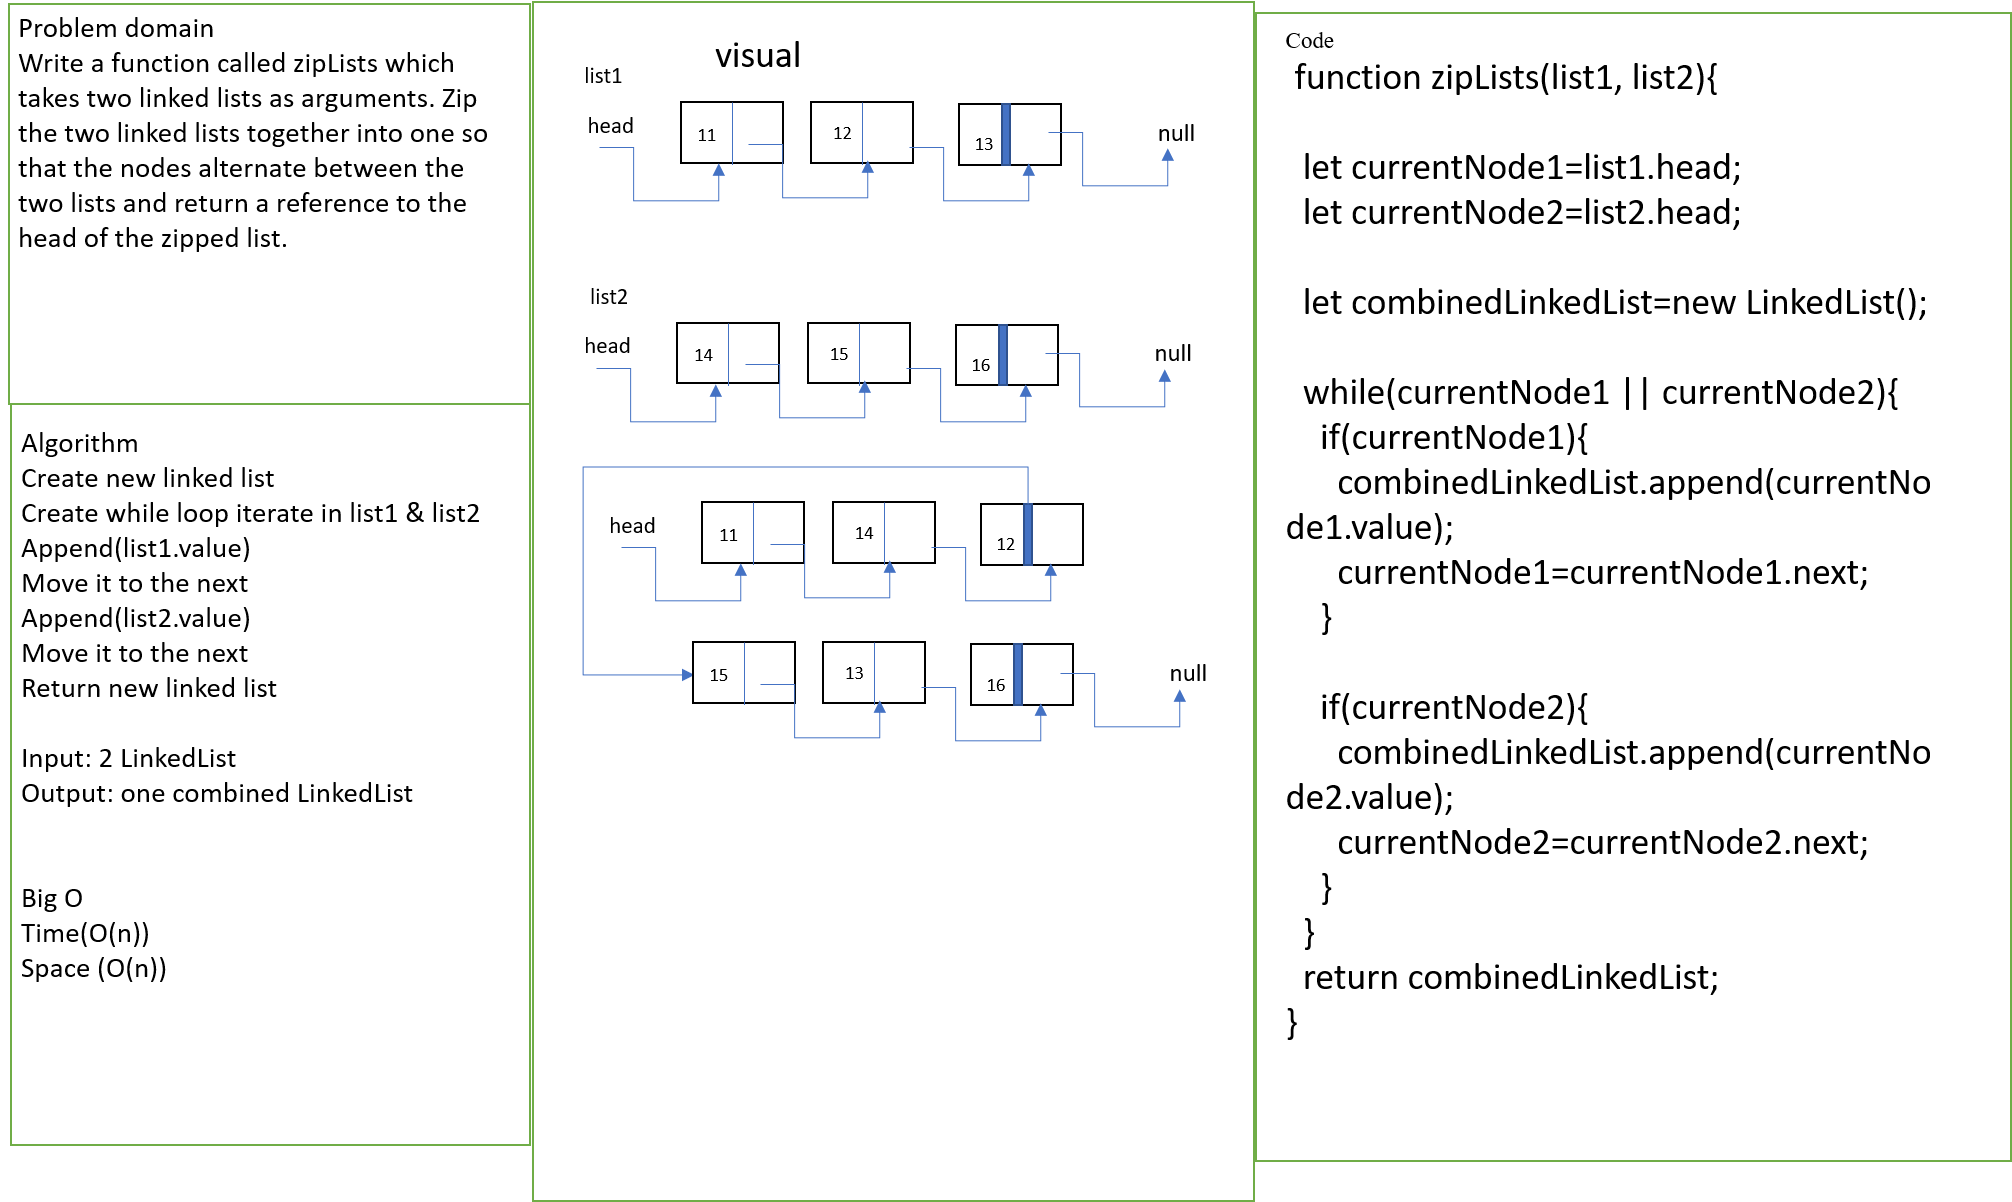 Problem domain
Write a function called zipLists which
takes two linked lists as arguments. Zip
the two linked lists together into one so
that the nodes alternate between the
two lists and return a reference to the
head of the zipped list.
Algorithm
Create new linked list
Create while loop iterate in list1 & list2
Append(list1.value)
Move it to the next
Append(list2.value)
Move it to the next
Return new linked list
Input: 2 LinkedList
Output: one combined LinkedList
Big O
Time(O(n))
Space (O(n))
visual
list1
head
11
12
13
null
list2
head
14
15
16
null
head
11
14
12
15
13
16
null
Code
function zipLists(list1, list2){
let currentNode1=list1.head;
let currentNode2=list2.head;
let combinedLinkedList=new LinkedList();
while(currentNode1 || currentNode2){
if(currentNode1){
combinedLinkedList.append(currentNo
de1.value);
currentNode1=currentNode1.next;
}
if(currentNode2){
combinedLinkedList.append(currentNo
de2.value);
currentNode2=currentNode2.next;
}
}
return combinedLinkedList;
}